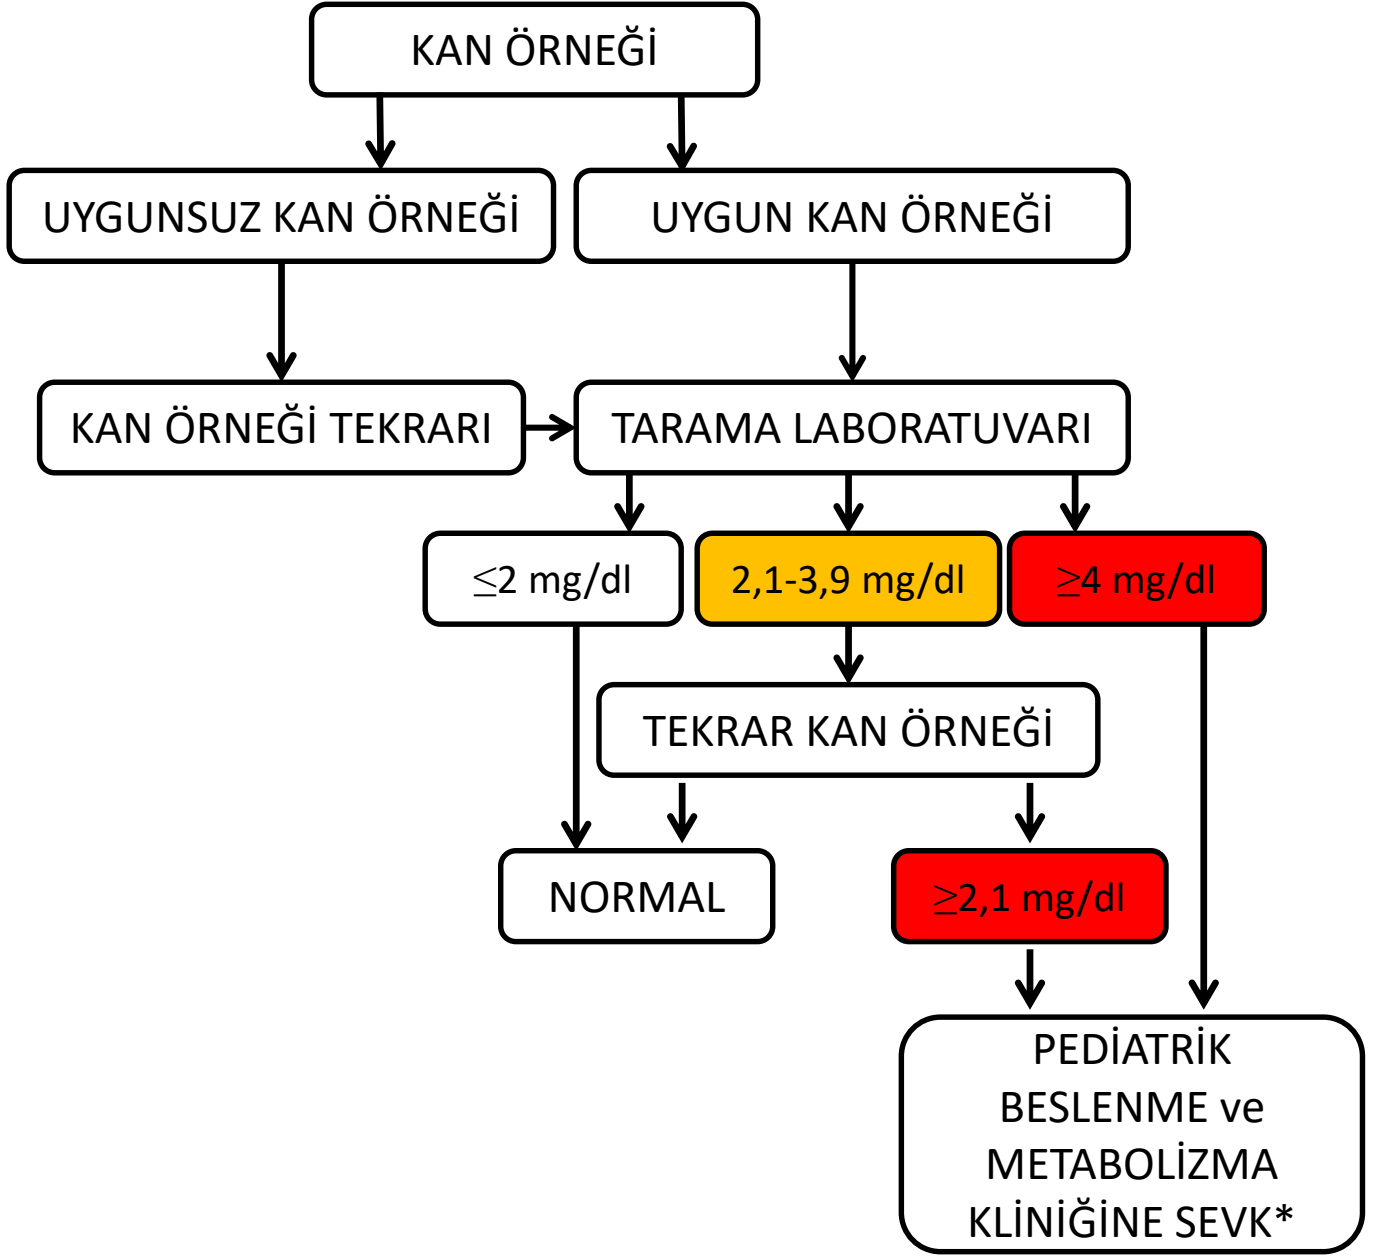 KAN ÖRNEĞİ
UYGUNSUZ KAN ÖRNEĞİ
UYGUN KAN ÖRNEĞİ
KAN ÖRNEĞİ TEKRARI
TARAMA LABORATUVARI
≤2 mg/dl
2,1-3,9 mg/dl
≥4 mg/dl
TEKRAR KAN ÖRNEĞİ
NORMAL
≥2,1 mg/dl
PEDİATRİK
BESLENME ve
METABOLİZMA
KLİNİĞİNE SEVK*